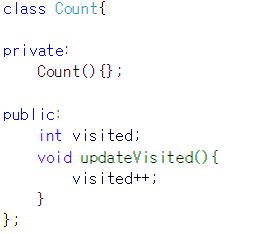 class Count{
private:
Count(){};
public:
int visited;
void updateVisited(){
visited++;
}
};